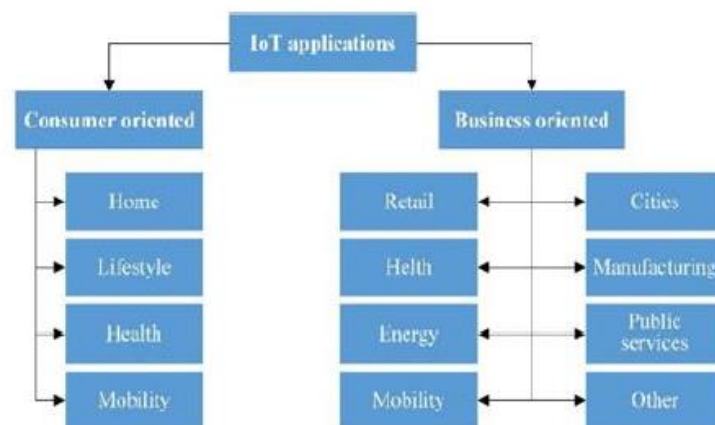 IoT applications
Consumer oriented
Business oriented
Home
Lifestyle
Health
Mobility
Retail
Helth
Energy
Mobility
Cities
Manufacturing
Public
services
Other